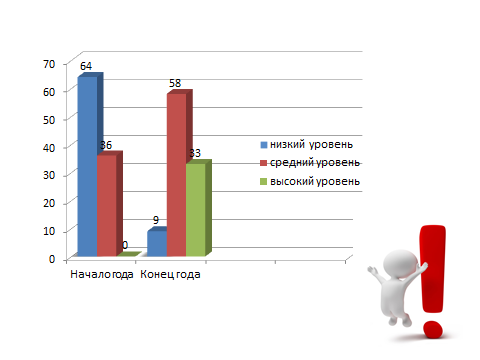 70
60
50
40
30
20
10
0
64
36
0
9
58
33
Начало года
Конец года
низкий уровень
средний уровень
высокий уровень